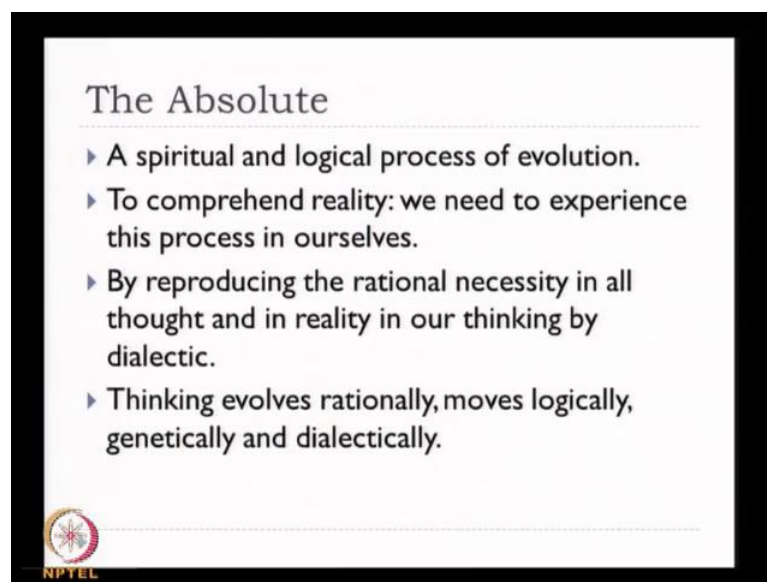 The Absolute
▸ A spiritual and logical process of evolution.
▸ To comprehend reality: we need to experience
this process in ourselves.
▸ By reproducing the rational necessity in all
thought and in reality in our thinking by
dialectic.
▸ Thinking evolves rationally, moves logically,
genetically and dialectically.
NPTEL